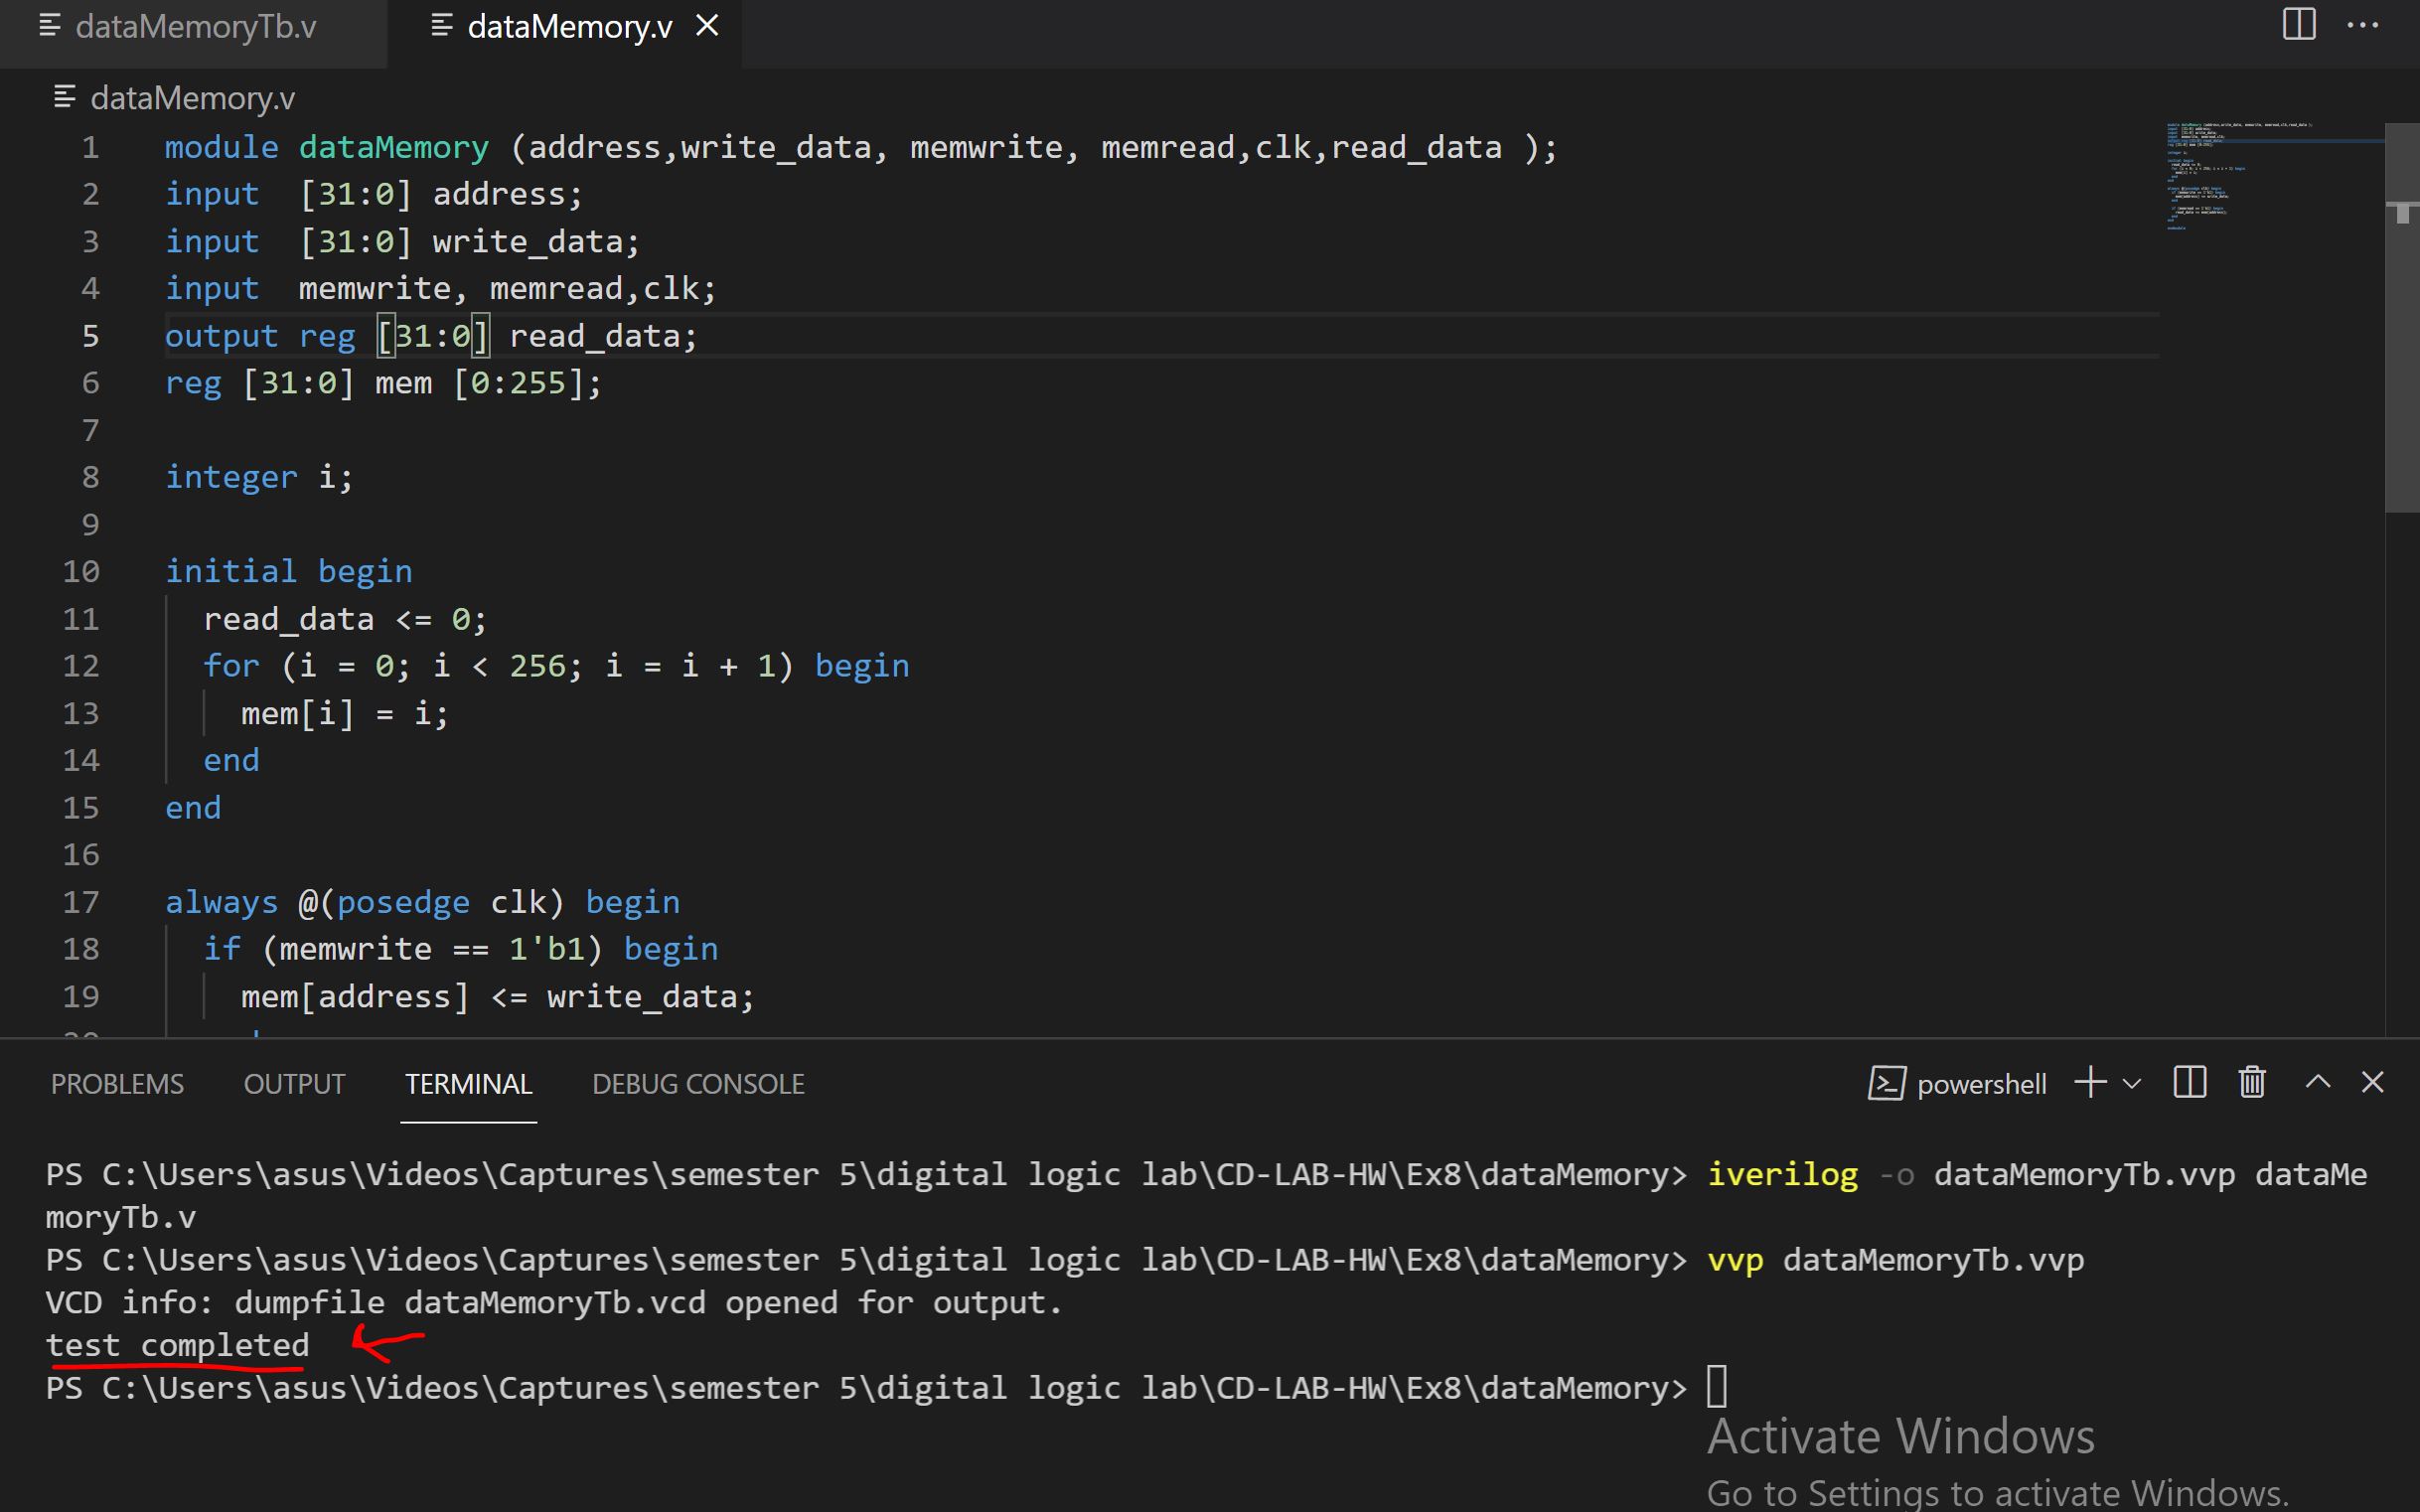 dataMemoryTb.v dataMemory.v
dataMemory.v
1 module dataMemory (address,write_data, memwrite, memread,clk,read_data );
2 input  [31:0] address;
3 input  [31:0] write_data;
4 input  memwrite, memread,clk;
5 output reg [31:0] read_data;
6 reg [31:0] mem [0:255];
7
8 integer i;
9
10 initial begin
11   read_data <= 0;
12   for (i = 0; i < 256; i = i + 1) begin
13     mem[i] = i;
14   end
15 end
16
17 always @(posedge clk) begin
18   if (memwrite == 1'b1) begin
19     mem[address] <= write_data;
PROBLEMS OUTPUT TERMINAL DEBUG CONSOLE powershell
PS C:\Users\asus\Videos\Captures\semester 5\digital logic lab\CD-LAB-HW\Ex8\dataMemory> iverilog -o dataMemoryTb.vvp dataMe
moryTb.v
PS C:\Users\asus\Videos\Captures\semester 5\digital logic lab\CD-LAB-HW\Ex8\dataMemory> vvp dataMemoryTb.vvp
VCD info: dumpfile dataMemoryTb.vcd opened for output.
test completed
PS C:\Users\asus\Videos\Captures\semester 5\digital logic lab\CD-LAB-HW\Ex8\dataMemory>
Activate Windows
Go to Settings to activate Windows.